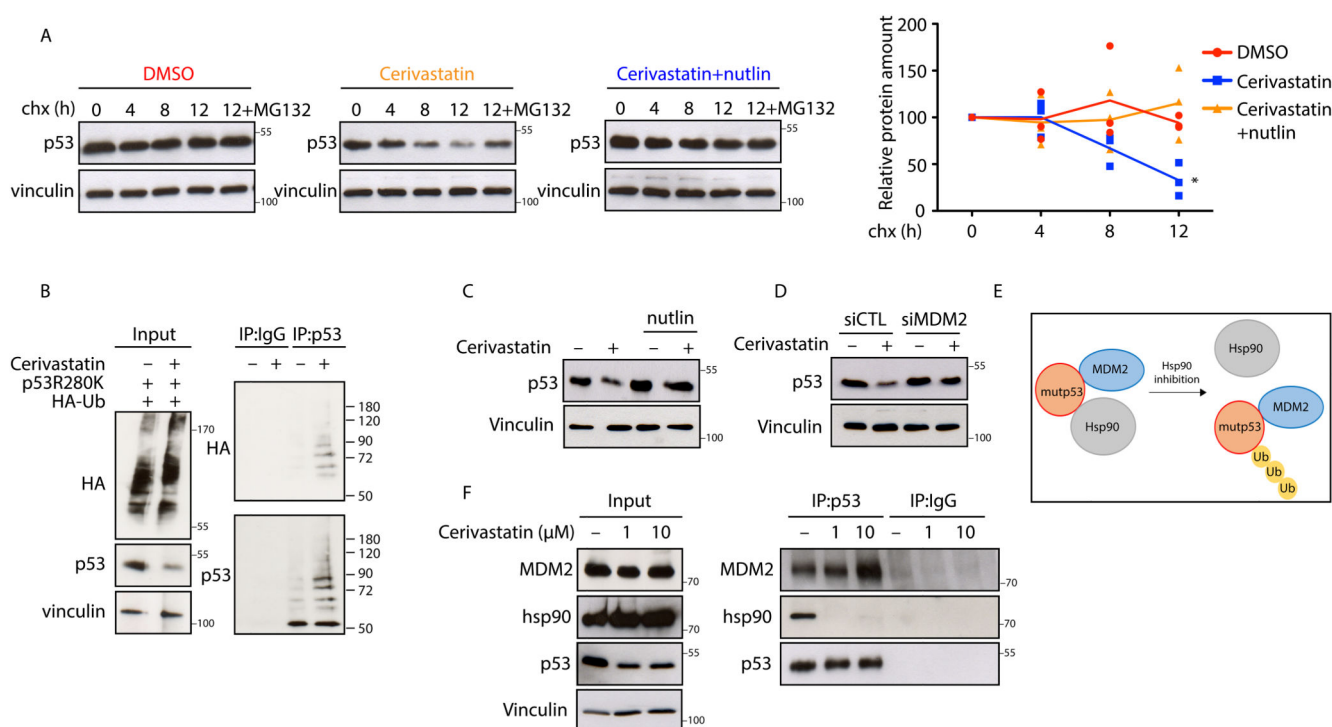 A
DMSO
chx (h) 0 4 8 12 12+MG132
p53
-55
vinculin
-100
Cerivastatin
0 4 8 12 12+MG132
p53
-55
vinculin
-100
Cerivastatin+nutlin
0 4 8 12 12+MG132
p53
-55
vinculin
-100
Relative protein amount
200
150
100
50
0
*
0 4 8 12
chx (h)
DMSO
Cerivastatin
Cerivastatin
+nutlin
B
Input
Cerivastatin – +
p53R280K + +
HA-Ub + +
HA
-170
-55
p53
-55
vinculin
-100
IP:IgG IP:p53
– + – +
HA
180
120
90
72
50
p53
180
120
90
72
50
C
nutlin
Cerivastatin – + – +
p53
-55
Vinculin
-100
D
siCTL siMDM2
Cerivastatin – + – +
p53
-55
Vinculin
-100
E
mutp53
MDM2
Hsp90
Hsp90
inhibition
Hsp90
mutp53
MDM2
Ub
Ub
Ub
F
Input
Cerivastatin (µM) – 1 10
MDM2
-70
hsp90
-70
p53
-55
Vinculin
-100
IP:p53 IP:IgG
– 1 10 – 1 10
MDM2
-70
hsp90
-70
p53
-55